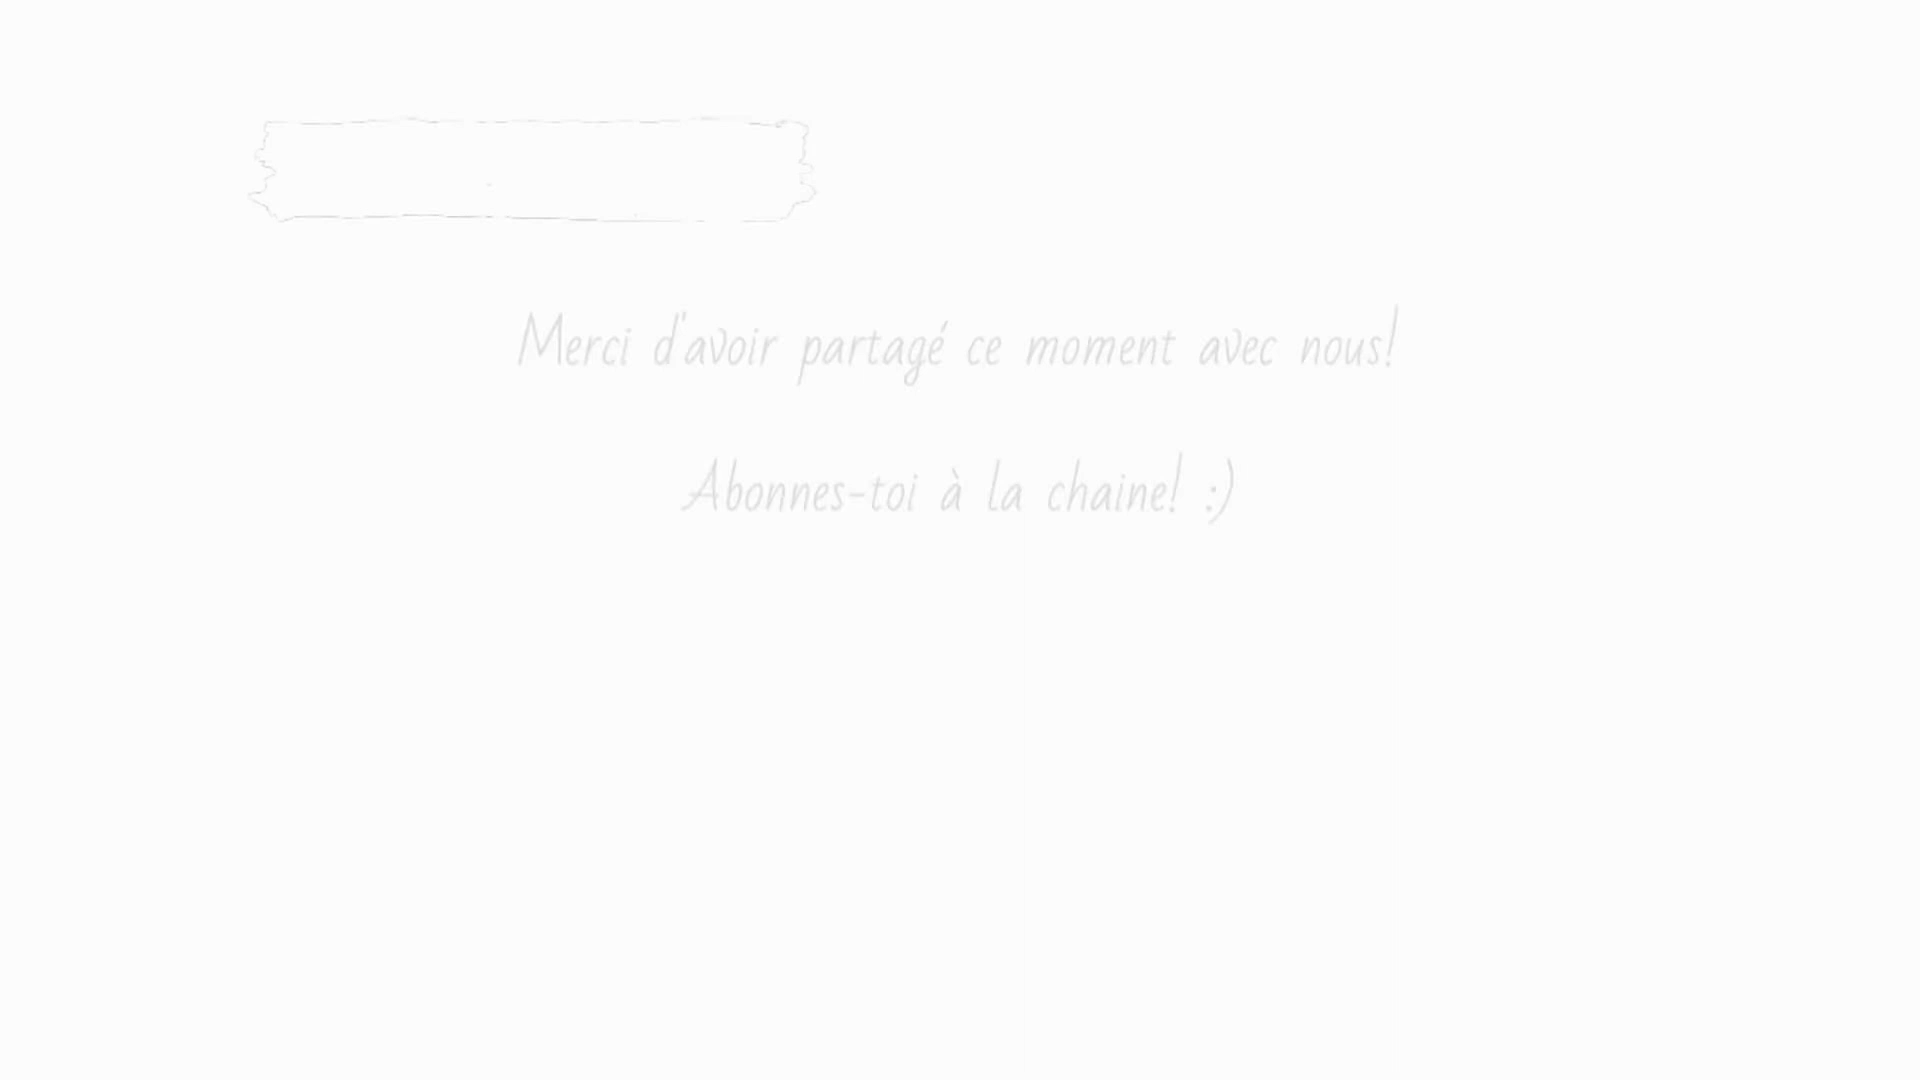 Merci d'avoir partagé ce moment avec nous!
Abonnes-toi à la chaine! :)